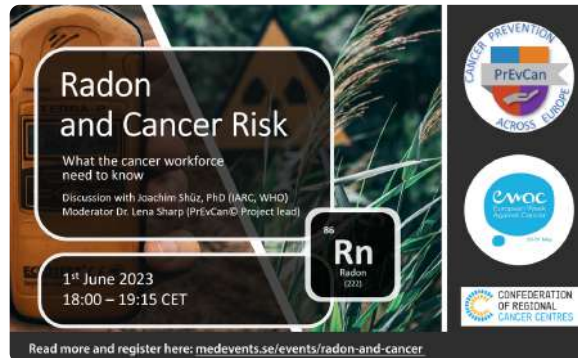 Radon
and Cancer Risk
What the cancer workforce
need to know
Discussion with Joachim Shüz, PhD (IARC, WHO)
Moderator Dr. Lena Sharp (PrEvCan© Project lead)
1st June 2023
18:00 – 19:15 CET
86
Rn
Radon
(222)
CANCER PREVENTION
PrEvCan
ACROSS EUROPE
ewac
European Week
Against Cancer
CONFEDERATION
OF REGIONAL
CANCER CENTRES
Read more and register here: medevents.se/events/radon-and-cancer